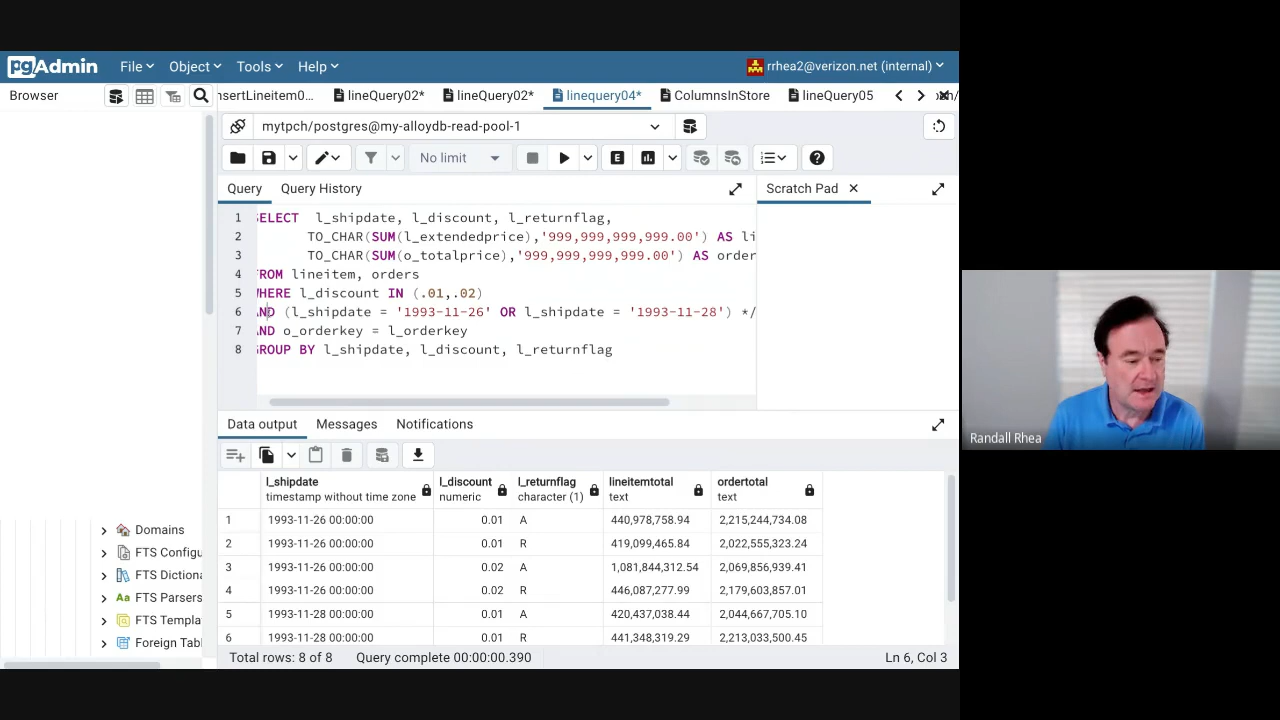 pgAdmin File Object Tools Help rrhea2@verizon.net (internal)
Browser nsertLineitem0... lineQuery02* lineQuery02* linequery04* ColumnsInStore lineQuery05
mytpch/postgres@my-alloydb-read-pool-1
No limit E
Query Query History Scratch Pad
1 SELECT l_shipdate, l_discount, l_returnflag,
2 TO_CHAR(SUM(l_extendedprice),'999,999,999,999.00') AS li
3 TO_CHAR(SUM(o_totalprice),'999,999,999,999.00') AS order
4 FROM lineitem, orders
5 WHERE l_discount IN (.01,.02)
6 AND (l_shipdate = '1993-11-26' OR l_shipdate = '1993-11-28') */
7 AND o_orderkey = l_orderkey
8 GROUP BY l_shipdate, l_discount, l_returnflag
Data output Messages Notifications
l_shipdate l_discount l_returnflag lineitemtotal ordertotal
timestamp without time zone numeric character (1) text text
1 1993-11-26 00:00:00 0.01 A 440,978,758.94 2,215,244,734.08
2 1993-11-26 00:00:00 0.01 R 419,099,465.84 2,022,555,323.24
3 1993-11-26 00:00:00 0.02 A 1,081,844,312.54 2,069,856,939.41
4 1993-11-26 00:00:00 0.02 R 446,087,277.99 2,179,603,857.01
5 1993-11-28 00:00:00 0.01 A 420,437,038.44 2,044,667,705.10
6 1993-11-28 00:00:00 0.01 R 441,348,319.29 2,213,033,500.45
Domains
FTS Configu
FTS Dictiona
FTS Parsers
FTS Templa
Foreign Tab
Total rows: 8 of 8 Query complete 00:00:00.390 Ln 6, Col 3
Randall Rhea